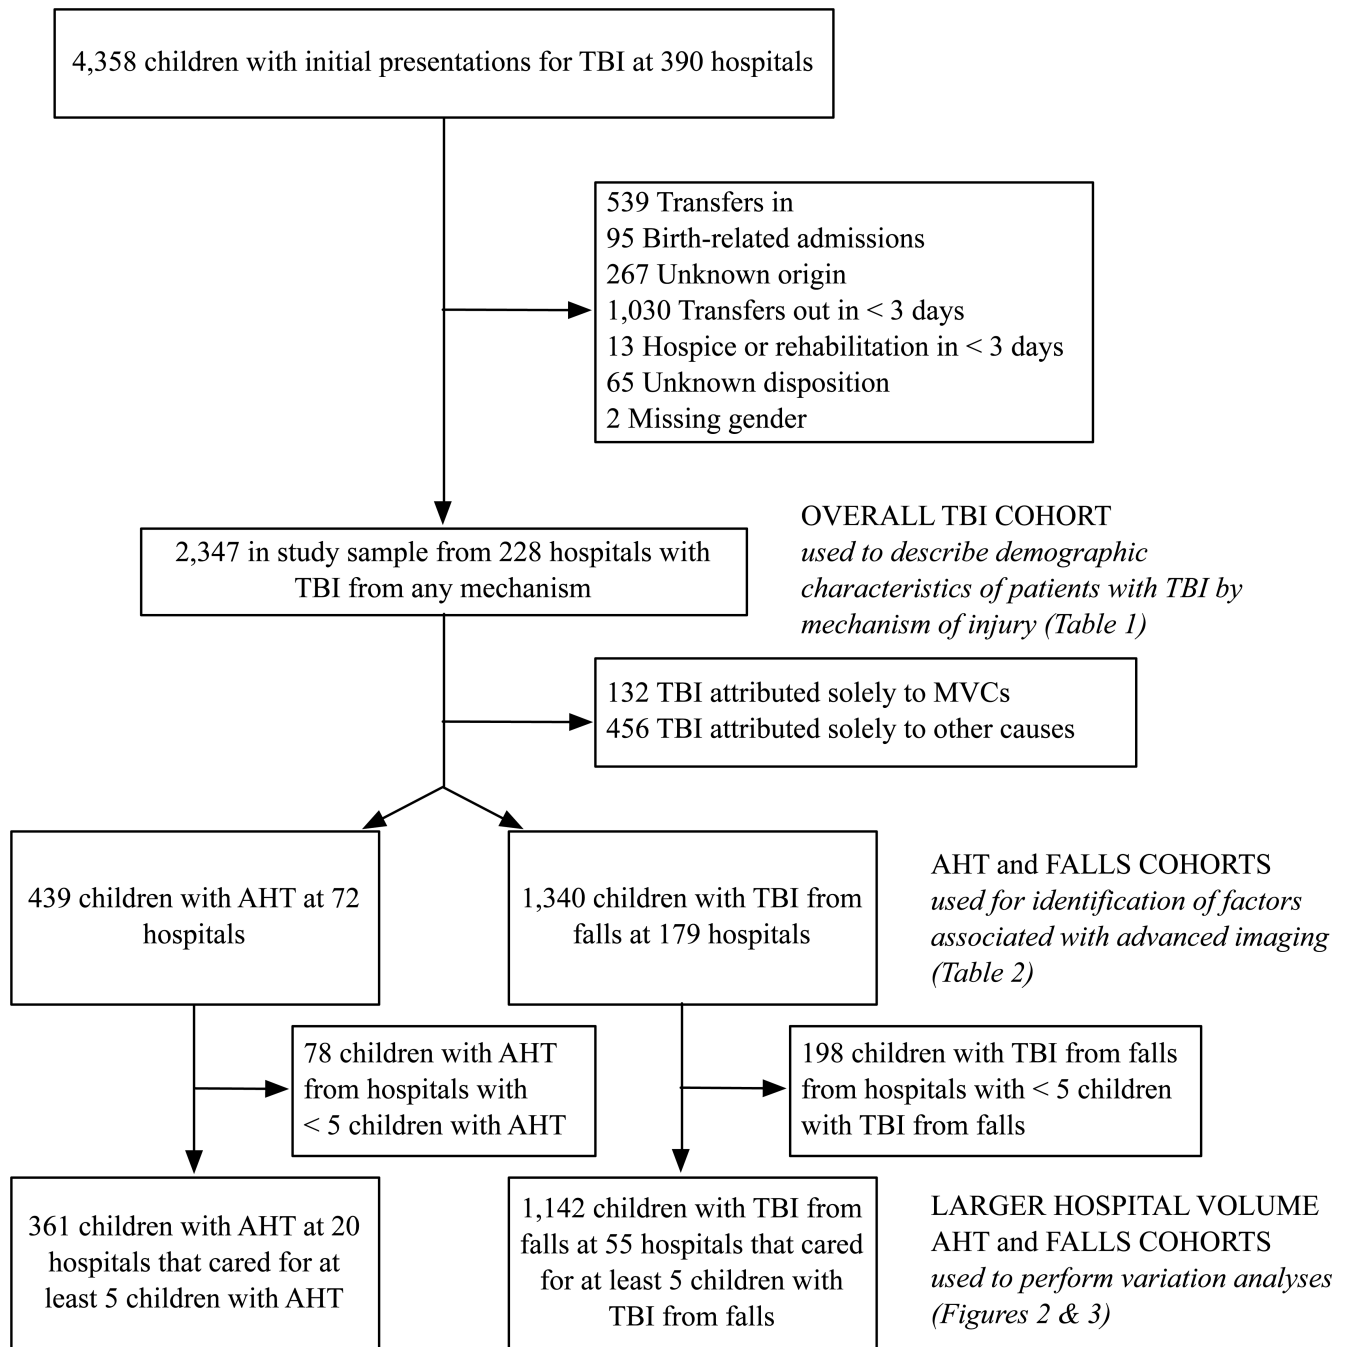 4,358 children with initial presentations for TBI at 390 hospitals
539 Transfers in
95 Birth-related admissions
267 Unknown origin
1,030 Transfers out in < 3 days
13 Hospice or rehabilitation in < 3 days
65 Unknown disposition
2 Missing gender
2,347 in study sample from 228 hospitals with
TBI from any mechanism
OVERALL TBI COHORT
used to describe demographic
characteristics of patients with TBI by
mechanism of injury (Table 1)
132 TBI attributed solely to MVCs
456 TBI attributed solely to other causes
439 children with AHT at 72
hospitals
1,340 children with TBI from
falls at 179 hospitals
AHT and FALLS COHORTS
used for identification of factors
associated with advanced imaging
(Table 2)
78 children with AHT
from hospitals with
< 5 children with AHT
198 children with TBI from falls
from hospitals with < 5 children
with TBI from falls
361 children with AHT at 20
hospitals that cared for at
least 5 children with AHT
1,142 children with TBI from
falls at 55 hospitals that cared
for at least 5 children with
TBI from falls
LARGER HOSPITAL VOLUME
AHT and FALLS COHORTS
used to perform variation analyses
(Figures 2 & 3)